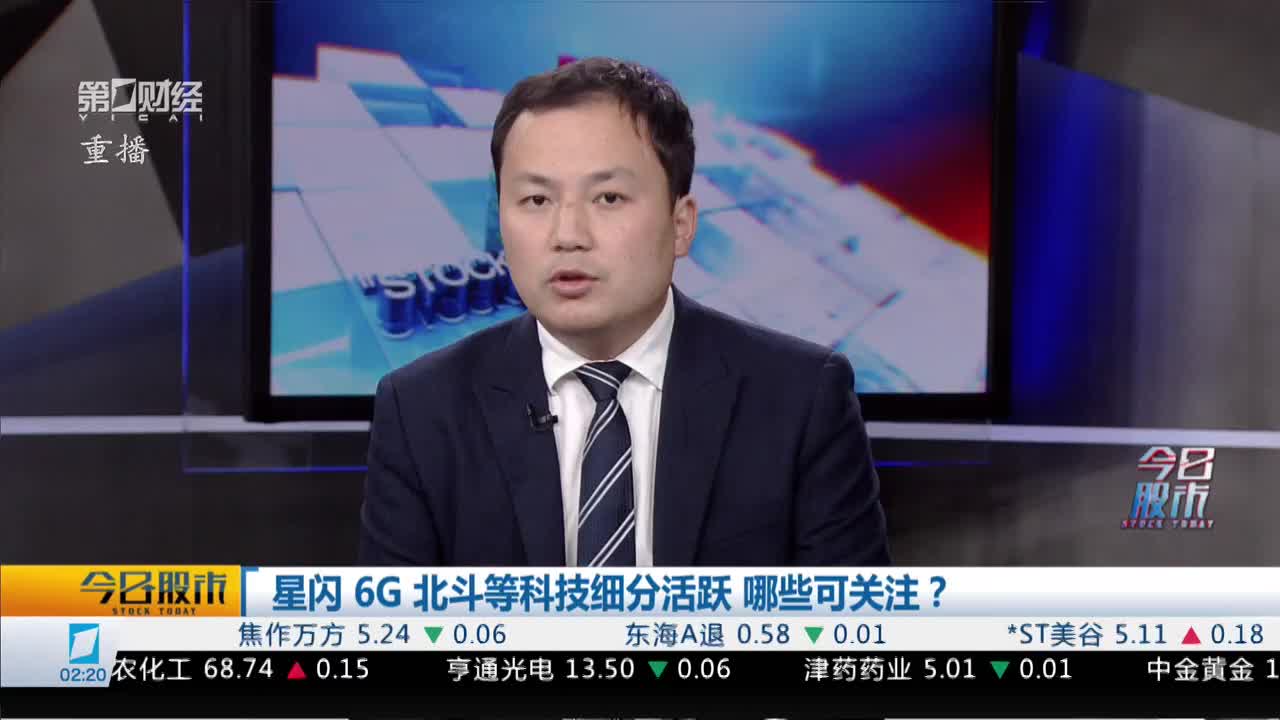 第一财经
YICAI
重播
STOCK
今日
股市
STOCK TODAY
今日股市
STOCK TODAY
星闪 6G 北斗等科技细分活跃 哪些可关注？
焦作万方 5.24 ▼ 0.06 东海A退 0.58 ▼ 0.01 *ST美谷 5.11 ▲ 0.18
02:20
农化工 68.74 ▲ 0.15 亨通光电 13.50 ▼ 0.06 津药药业 5.01 ▼ 0.01 中金黄金 1